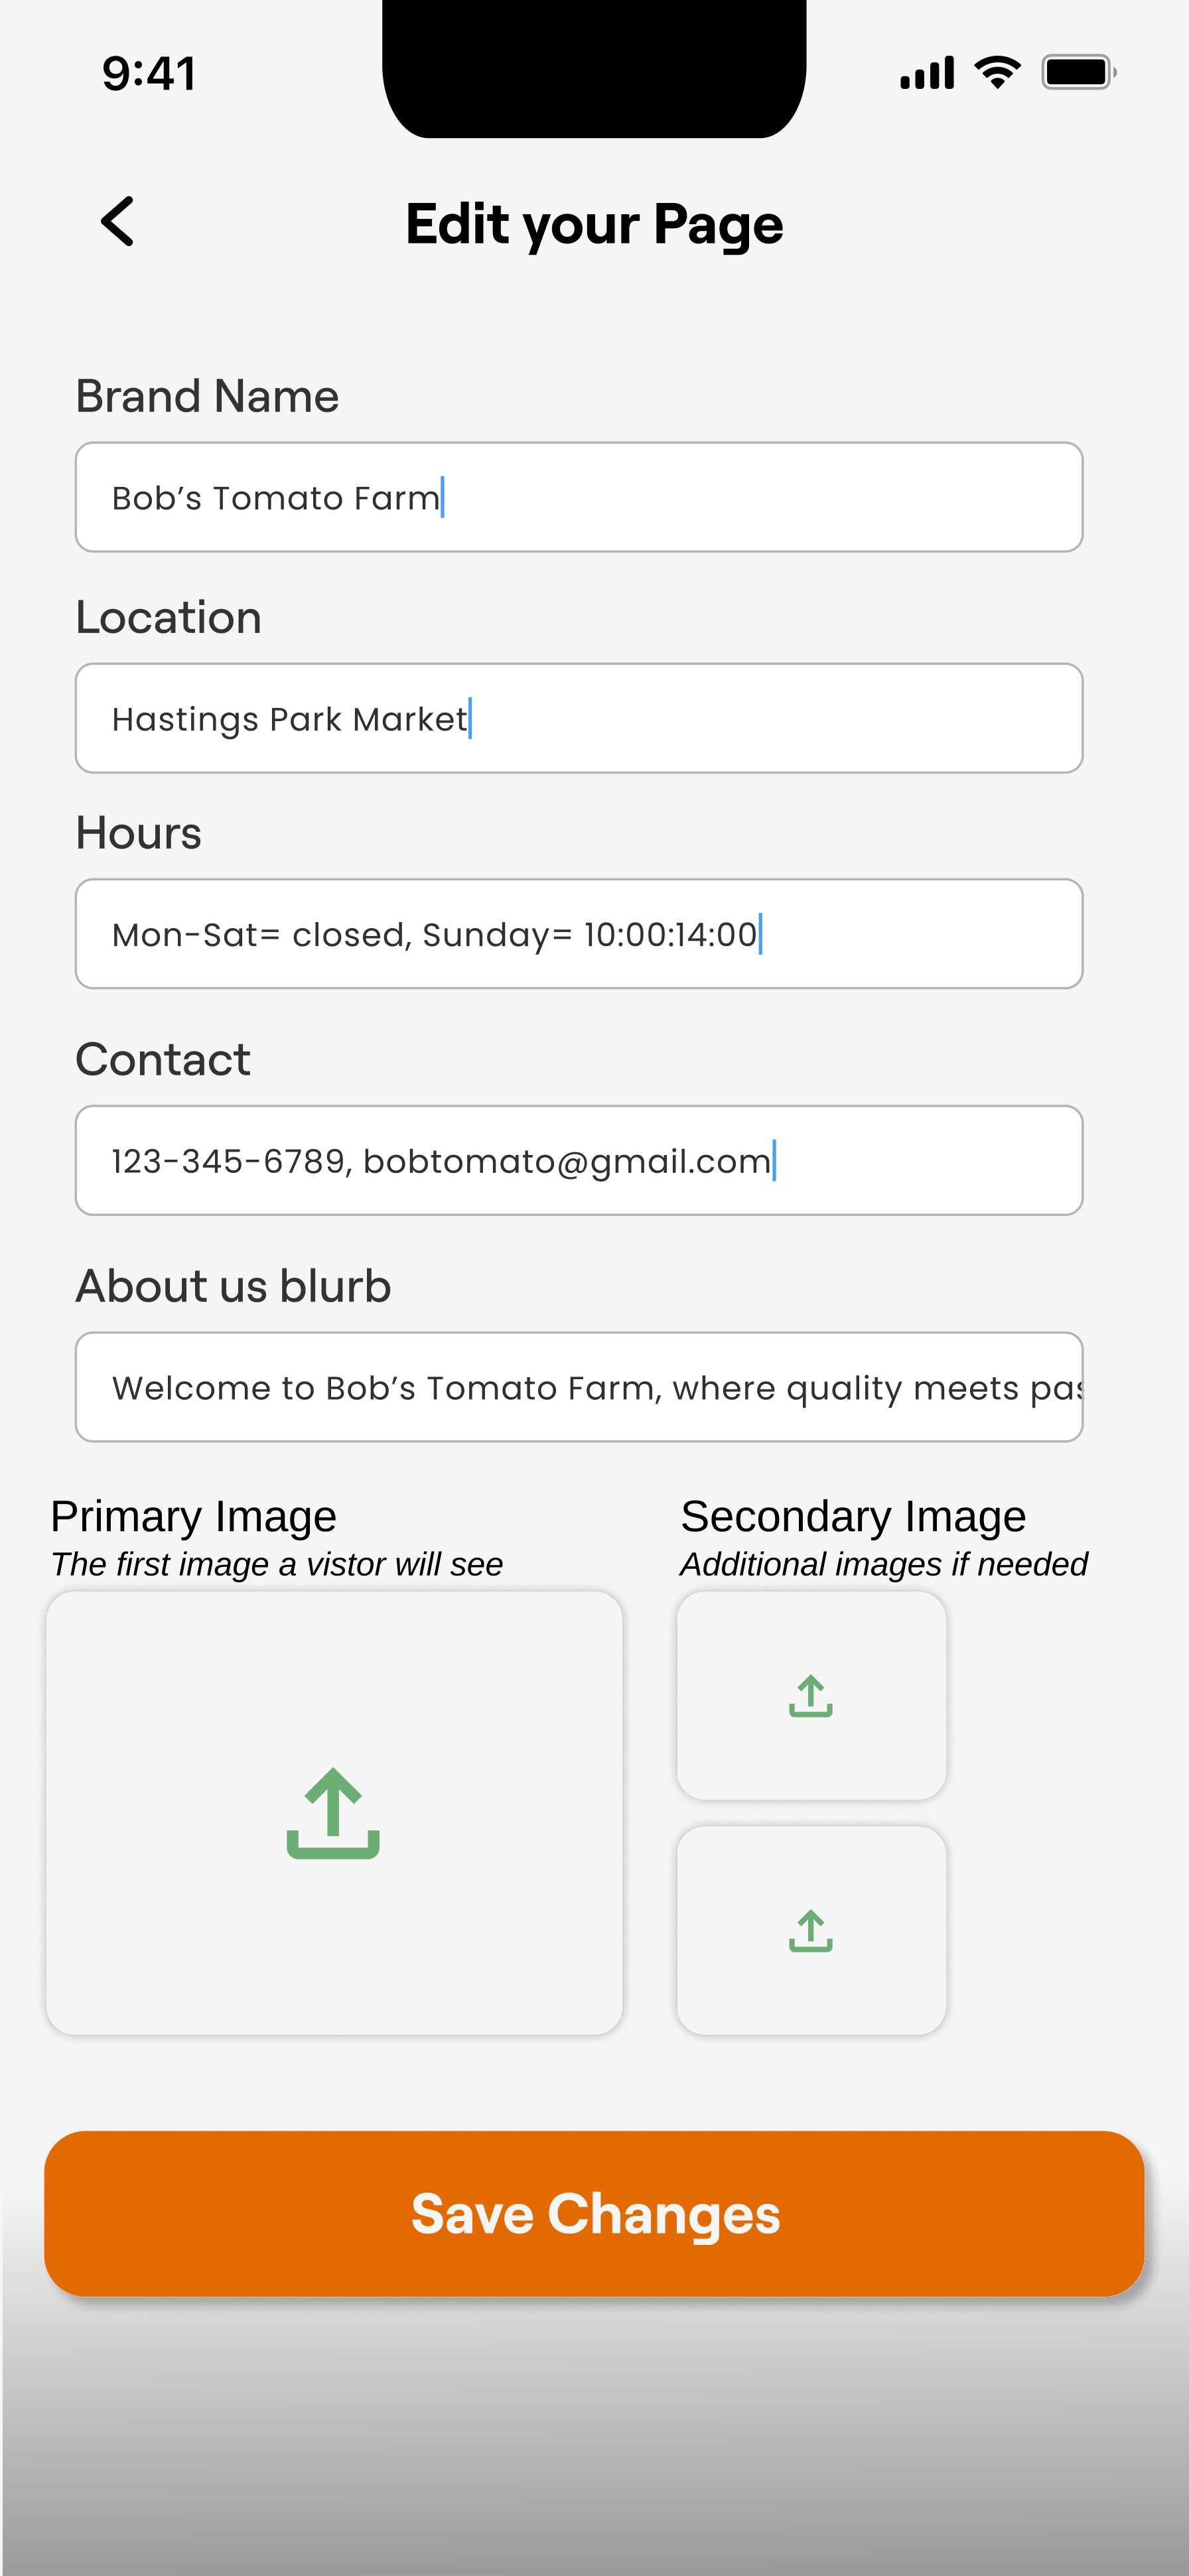 9:41
Edit your Page
Brand Name
Bob’s Tomato Farm
Location
Hastings Park Market
Hours
Mon-Sat= closed, Sunday= 10:00:14:00
Contact
123-345-6789, bobtomato@gmail.com
About us blurb
Welcome to Bob’s Tomato Farm, where quality meets pas
Primary Image
The first image a vistor will see
Secondary Image
Additional images if needed
Save Changes